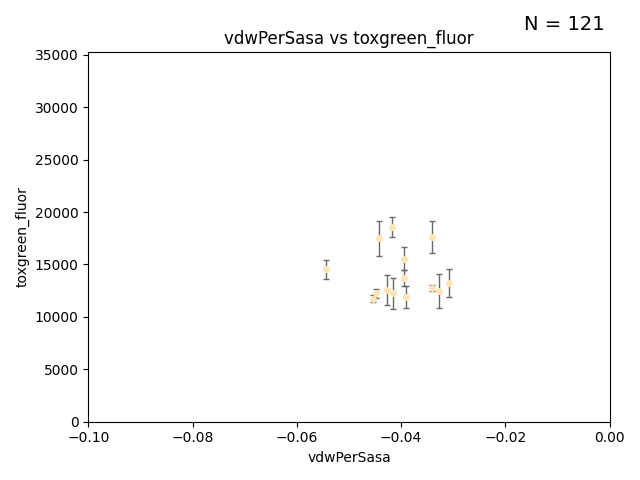 N = 121
vdwPerSasa vs toxgreen_fluor
35000
30000
25000
20000
15000
10000
5000
0
toxgreen_fluor
−0.10 −0.08 −0.06 −0.04 −0.02 0.00
vdwPerSasa